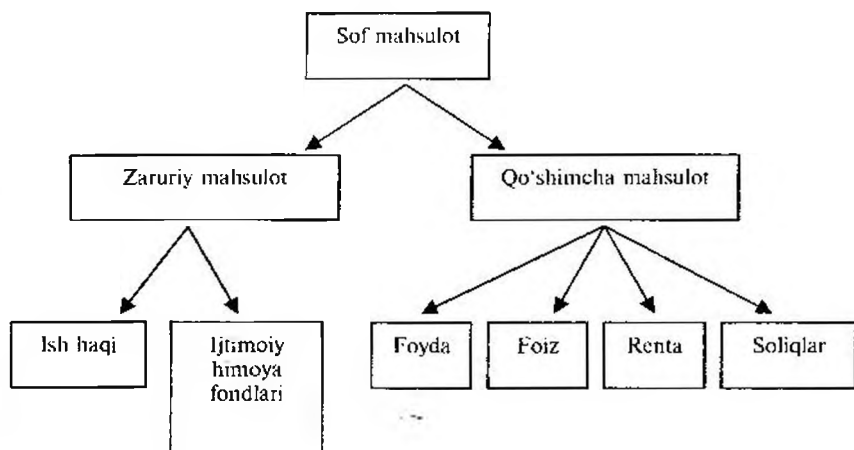 Sof mahsulot
Zaruriy mahsulot
Qo‘shimcha mahsulot
Ish haqi
Ijtimoiy
himoya
fondlari
Foyda
Foiz
Renta
Soliqlar